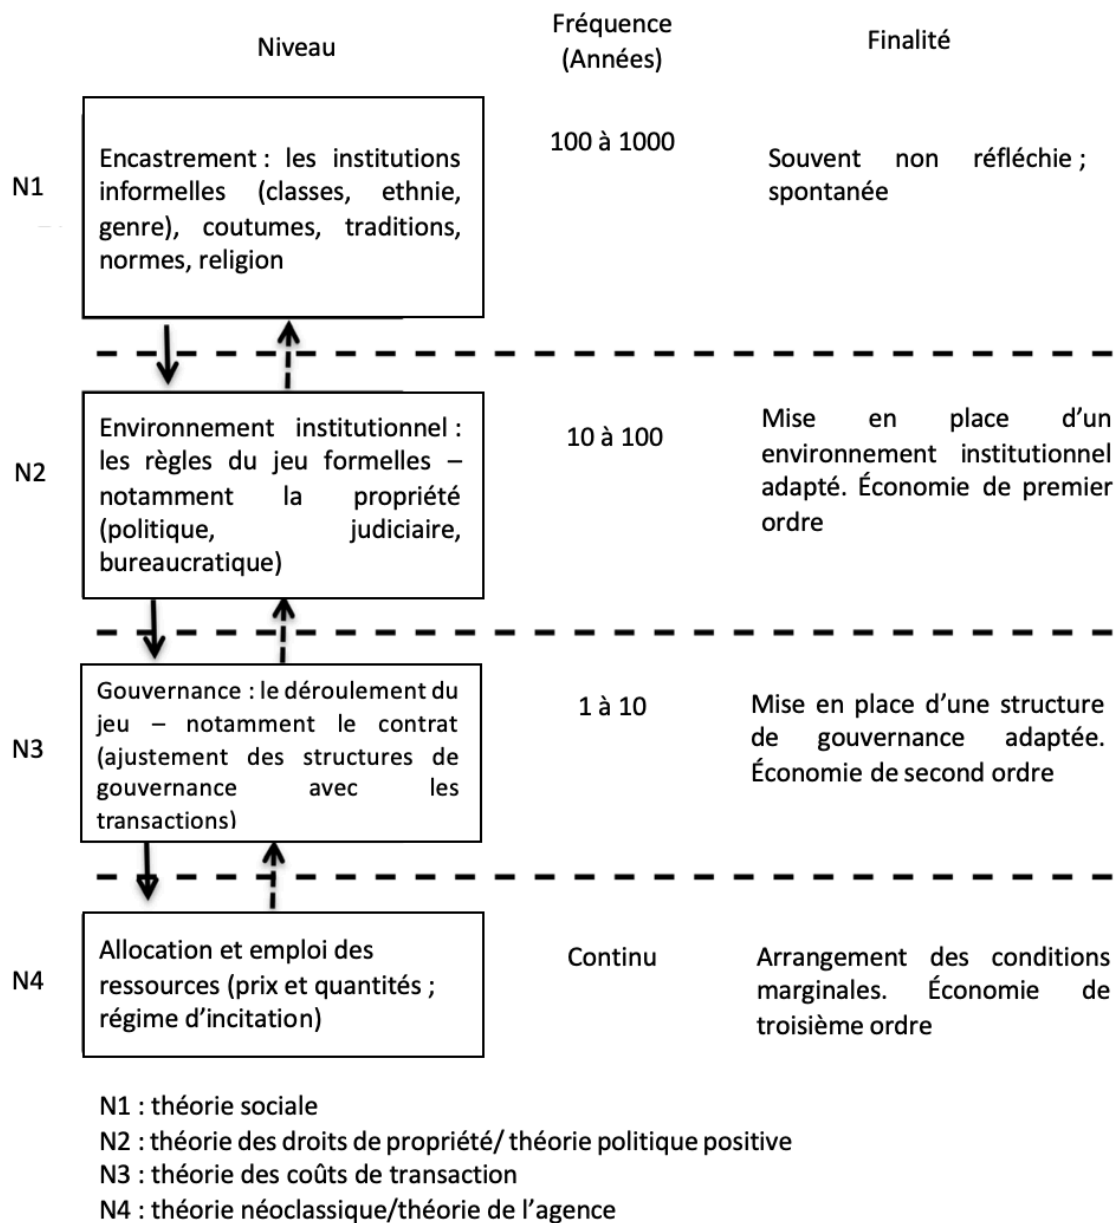 Niveau
Fréquence
(Années)
Finalité
N1
Encastrement : les institutions
informelles (classes, ethnie,
genre), coutumes, traditions,
normes, religion
100 à 1000
Souvent non réfléchie ;
spontanée
N2
Environnement institutionnel :
les règles du jeu formelles –
notamment la propriété
(politique, judiciaire,
bureaucratique)
10 à 100
Mise en place d’un
environnement institutionnel
adapté. Économie de premier
ordre
N3
Gouvernance : le déroulement du
jeu – notamment le contrat
(ajustement des structures de
gouvernance avec les
transactions)
1 à 10
Mise en place d’une structure
de gouvernance adaptée.
Économie de second ordre
N4
Allocation et emploi des
ressources (prix et quantités ;
régime d’incitation)
Continu
Arrangement des conditions
marginales. Économie de
troisième ordre
N1 : théorie sociale
N2 : théorie des droits de propriété/ théorie politique positive
N3 : théorie des coûts de transaction
N4 : théorie néoclassique/théorie de l’agence